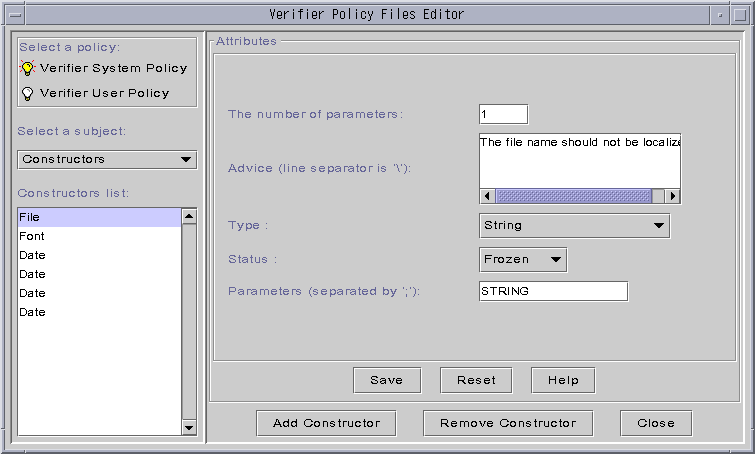 Verifier Policy Files Editor
Select a policy:
Verifier System Policy
Verifier User Policy
Select a subject:
Constructors
Constructors list:
File
Font
Date
Date
Date
Date
Attributes
The number of parameters:
1
Advice (line separator is '\'):
The file name should not be localize
Type :
String
Status :
Frozen
Parameters (separated by ';'):
STRING
Save
Reset
Help
Add Constructor
Remove Constructor
Close